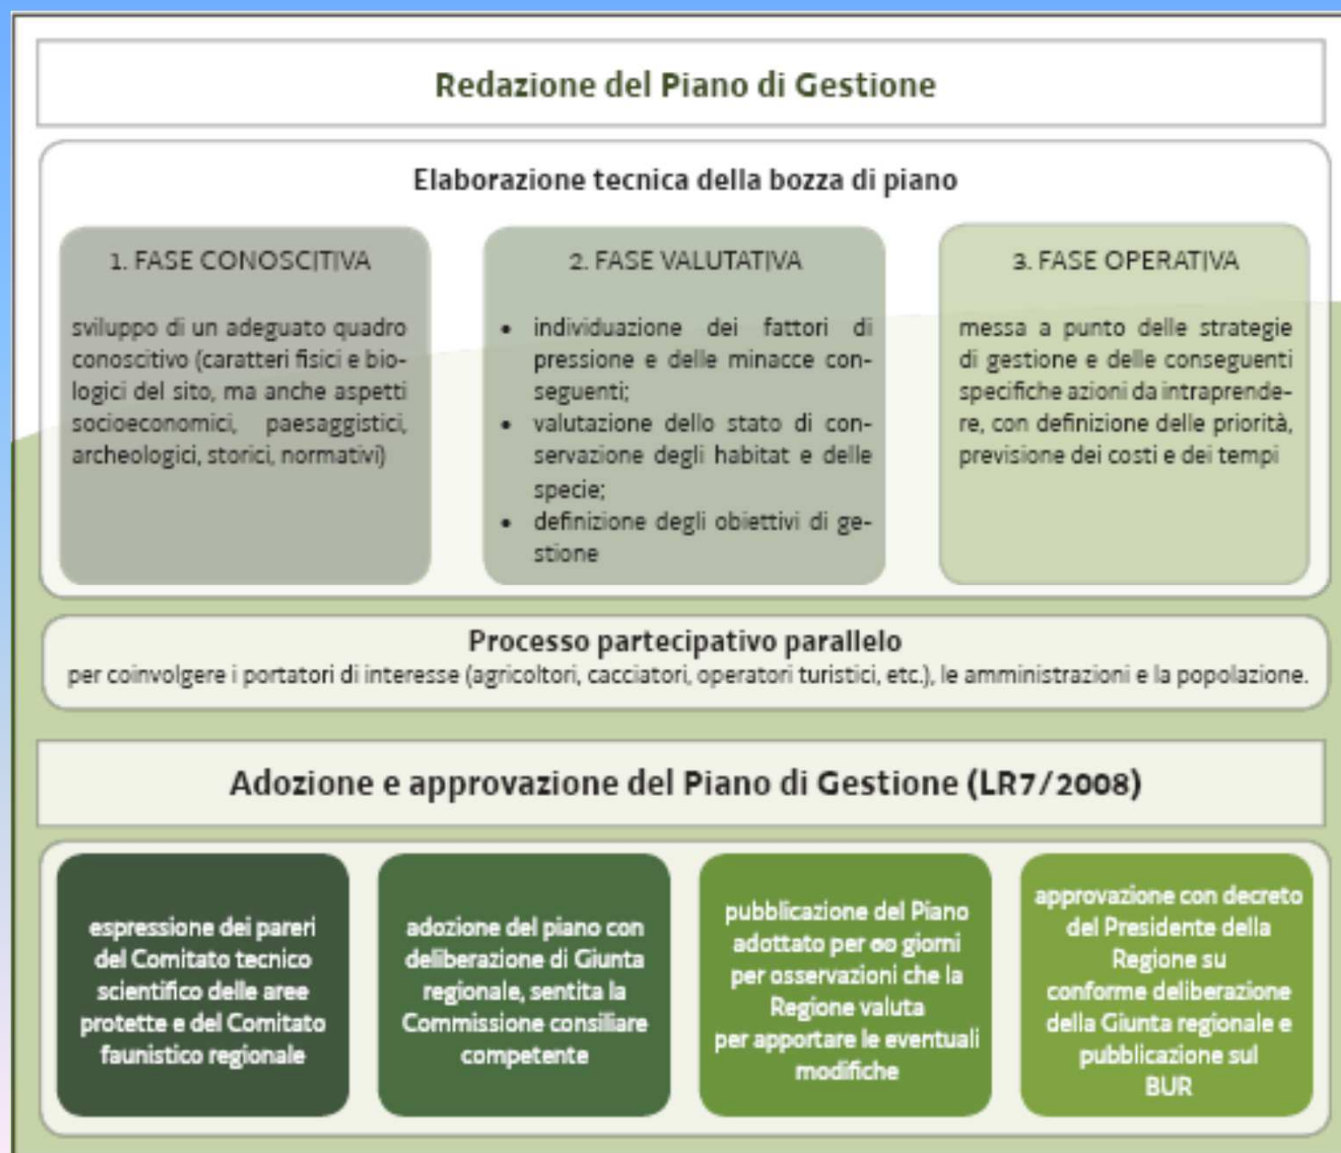 Redazione del Piano di Gestione
Elaborazione tecnica della bozza di piano
1. FASE CONOSCITIVA
sviluppo di un adeguato quadro
conoscitivo (caratteri fisici e bio-
logici del sito, ma anche aspetti
socioeconomici, paesaggistici,
archeologici, storici, normativi)
2. FASE VALUTATIVA
• individuazione dei fattori di
pressione e delle minacce con-
seguenti;
• valutazione dello stato di con-
servazione degli habitat e delle
specie;
• definizione degli obiettivi di ge-
stione
3. FASE OPERATIVA
messa a punto delle strategie
di gestione e delle conseguenti
specifiche azioni da intraprende-
re, con definizione delle priorità,
previsione dei costi e dei tempi
Processo partecipativo parallelo
per coinvolgere i portatori di interesse (agricoltori, cacciatori, operatori turistici, etc.), le amministrazioni e la popolazione.
Adozione e approvazione del Piano di Gestione (LR7/2008)
espressione dei pareri
del Comitato tecnico
scientifico delle aree
protette e del Comitato
faunistico regionale
adozione del piano con
deliberazione di Giunta
regionale, sentita la
Commissione consiliare
competente
pubblicazione del Piano
adottato per giorni
per osservazioni che la
Regione valuta
per apportare le eventuali
modifiche
approvazione con decreto
del Presidente della
Regione su
conforme deliberazione
della Giunta regionale e
pubblicazione sul
BUR